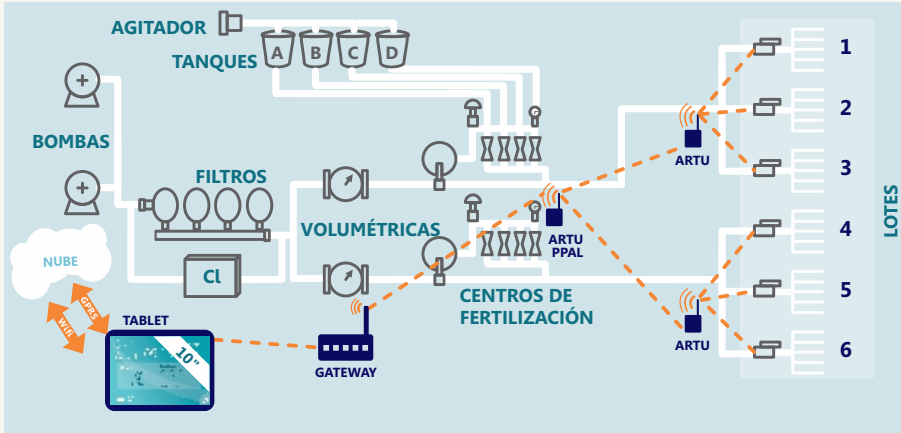 AGITADOR
A B C D
TANQUES
BOMBAS
FILTROS
VOLUMÉTRICAS
Cl
NUBE
GPRS
Wifi
TABLET
10"
GATEWAY
ARTU
PPAL
CENTROS DE
FERTILIZACIÓN
ARTU
ARTU
1
2
3
4
5
6
LOTES